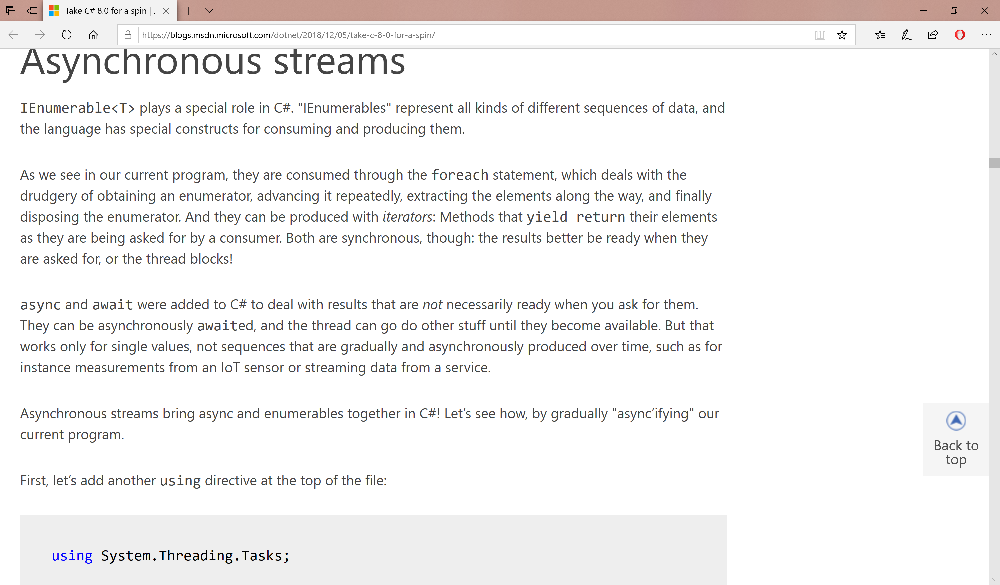 Take C# 8.0 for a spin | .
https://blogs.msdn.microsoft.com/dotnet/2018/12/05/take-c-8-0-for-a-spin/
Asynchronous streams
IEnumerable<T> plays a special role in C#. "IEnumerables" represent all kinds of different sequences of data, and
the language has special constructs for consuming and producing them.
As we see in our current program, they are consumed through the foreach statement, which deals with the
drudgery of obtaining an enumerator, advancing it repeatedly, extracting the elements along the way, and finally
disposing the enumerator. And they can be produced with iterators: Methods that yield return their elements
as they are being asked for by a consumer. Both are synchronous, though: the results better be ready when they
are asked for, or the thread blocks!
async and await were added to C# to deal with results that are not necessarily ready when you ask for them.
They can be asynchronously awaited, and the thread can go do other stuff until they become available. But that
works only for single values, not sequences that are gradually and asynchronously produced over time, such as for
instance measurements from an IoT sensor or streaming data from a service.
Asynchronous streams bring async and enumerables together in C#! Let’s see how, by gradually "async’ifying" our
current program.
First, let’s add another using directive at the top of the file:
using System.Threading.Tasks;
Back to
top